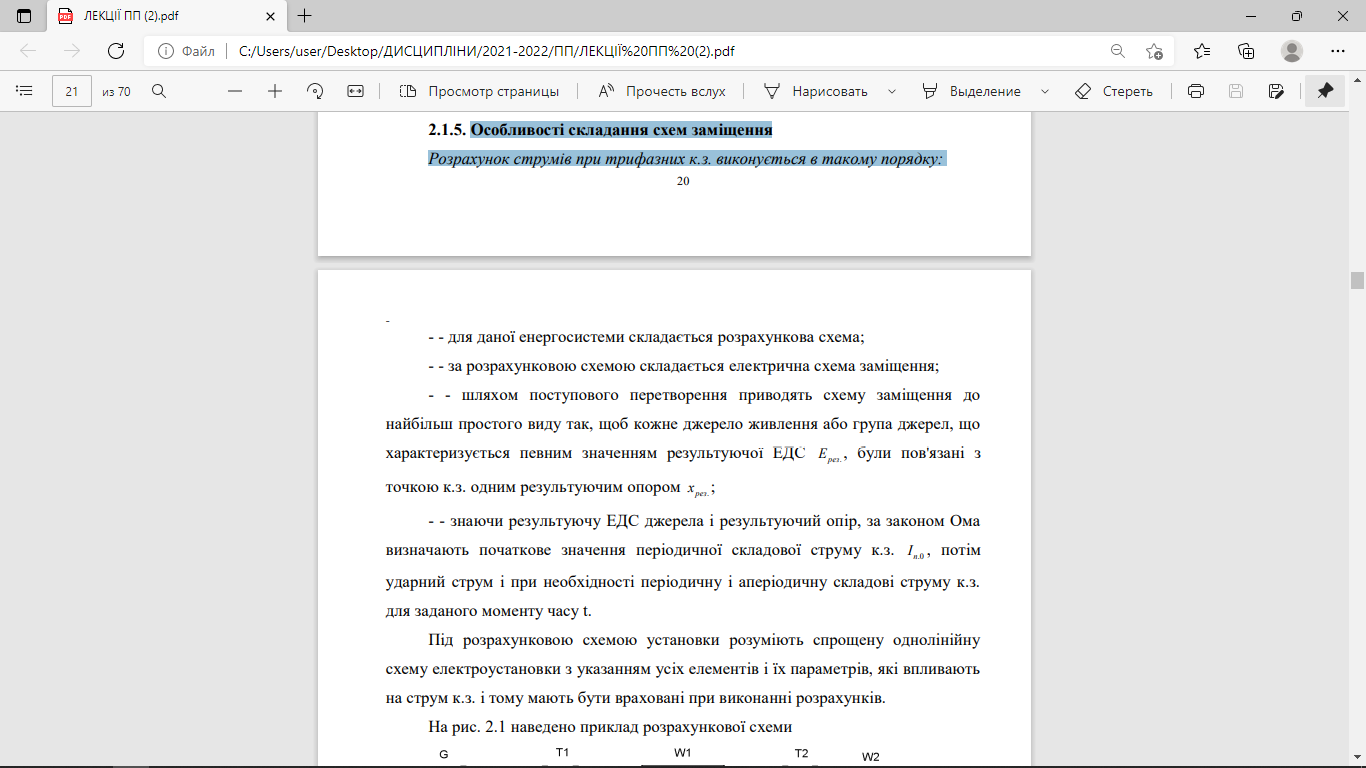 ЛЕКЦІЇ ПП (2).pdf
Файл C:/Users/user/Desktop/ДИСЦИПЛІНИ/2021-2022/ПП/ЛЕКЦІЇ%20ПП%20(2).pdf
21 из 70 Просмотр страницы Прочесть вслух Нарисовать Выделение Стереть
2.1.5. Особливості складання схем заміщення
Розрахунок струмів при трифазних к.з. виконується в такому порядку:
20
-
- - для даної енергосистеми складається розрахункова схема;
- - за розрахунковою схемою складається електрична схема заміщення;
- - шляхом поступового перетворення приводять схему заміщення до
найбільш простого виду так, щоб кожне джерело живлення або група джерел, що
характеризується певним значенням результуючої ЕДС Eрез., були пов'язані з
точкою к.з. одним результуючим опором xрез.;
- - знаючи результуючу ЕДС джерела і результуючий опір, за законом Ома
визначають початкове значення періодичної складової струму к.з. Iп.0, потім
ударний струм і при необхідності періодичну і аперіодичну складові струму к.з.
для заданого моменту часу t.
Під розрахунковою схемою установки розуміють спрощену однолінійну
схему електроустановки з указанням усіх елементів і їх параметрів, які впливають
на струм к.з. і тому мають бути враховані при виконанні розрахунків.
На рис. 2.1 наведено приклад розрахункової схеми
G T1 W1 T2 W2